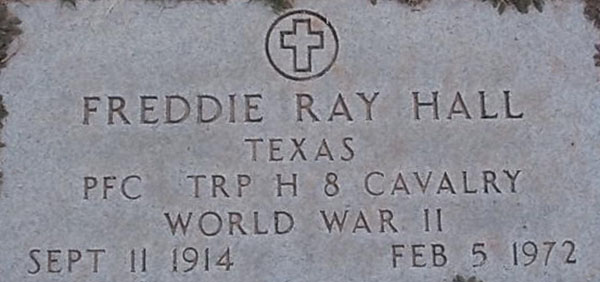 FREDDIE RAY HALL
TEXAS
PFC TRP H 8 CAVALRY
WORLD WAR II
SEPT 11 1914 FEB 5 1972